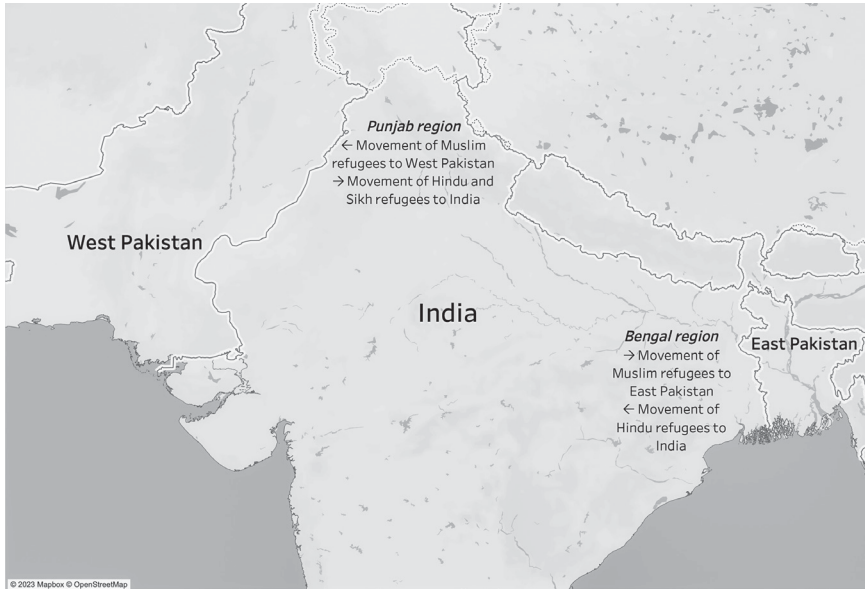 Punjab region
← Movement of Muslim
refugees to West Pakistan
→ Movement of Hindu and
Sikh refugees to India
West Pakistan
India
Bengal region
→ Movement of
Muslim refugees to
East Pakistan
← Movement of
Hindu refugees to
India
East Pakistan
© 2023 Mapbox © OpenStreetMap